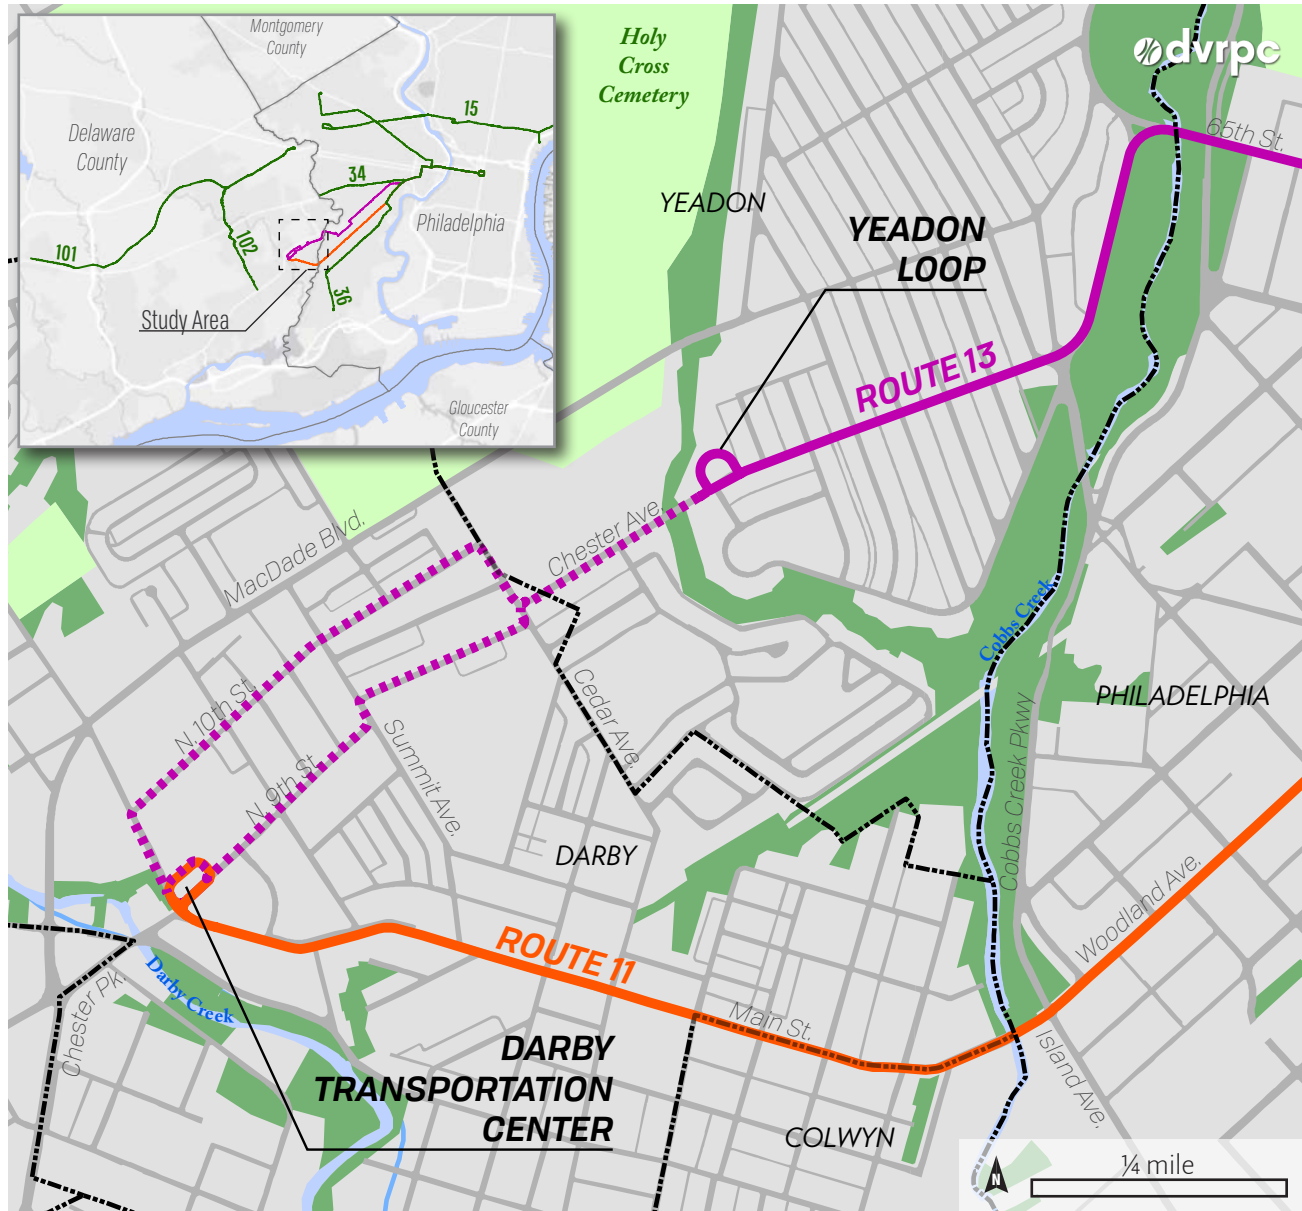 Montgomery
County
Delaware
County
15
34
101
102
36
Philadelphia
NEW JERSEY
Study Area
Gloucester
County
Holy
Cross
Cemetery
dvrpc
65th St.
YEADON
YEADON
LOOP
ROUTE 13
MacDade Blvd.
Chester Ave.
Cobbs Creek
N. 10th St.
Cedar Ave.
PHILADELPHIA
N. 9th St.
Summit Ave.
Cobbs Creek Pkwy
DARBY
Woodland Ave.
ROUTE 11
Chester Pk.
Darby Creek
Main St.
Island Ave.
DARBY
TRANSPORTATION
CENTER
COLWYN
N
¼ mile